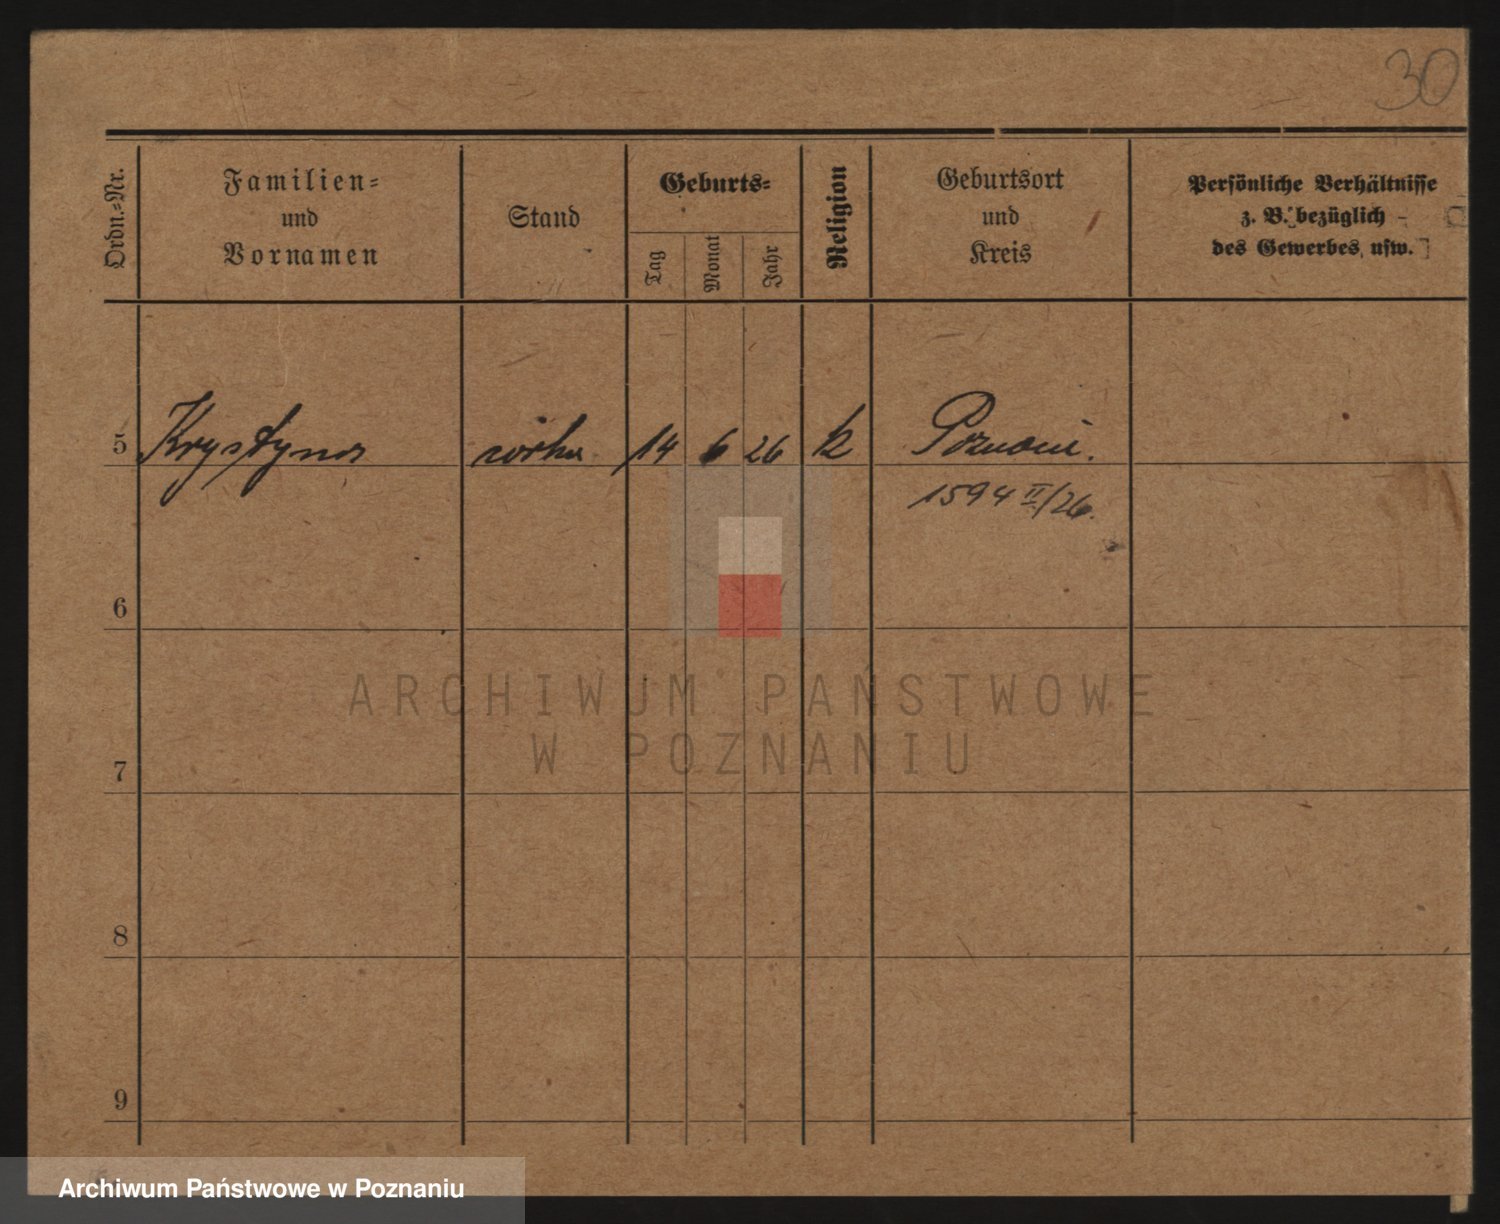 30
Ordn.-Nr.
Familien-
und
Vornamen
Stand
Geburts-
Tag
Monat
Jahr
Religion
Geburtsort
und
Kreis
Persönliche Verhältnisse
z. B. bezüglich
des Gewerbes usw.
5 Krystyna córka 14 6 26 k Poznań.
1594 II/26.
6
ARCHIWUM PAŃSTWOWE
W POZNANIU
7
8
9
Archiwum Państwowe w Poznaniu